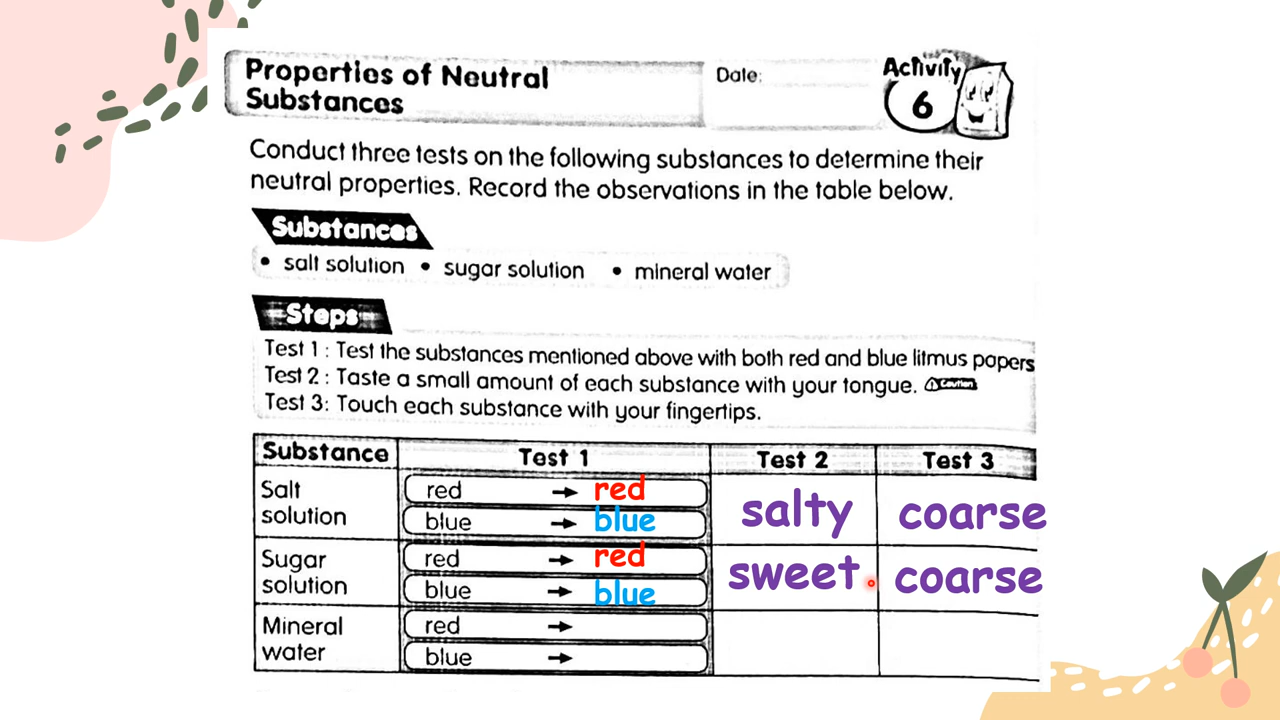 Properties of Neutral
Substances
Date:
Activity
6
Conduct three tests on the following substances to determine their
neutral properties. Record the observations in the table below.
Substances
• salt solution • sugar solution • mineral water
Steps
Test 1 : Test the substances mentioned above with both red and blue litmus papers
Test 2 : Taste a small amount of each substance with your tongue. Caution
Test 3: Touch each substance with your fingertips.
Substance Test 1 Test 2 Test 3
Salt
solution
red → red
blue → blue
salty
coarse
Sugar
solution
red → red
blue → blue
sweet
coarse
Mineral
water
red →
blue →